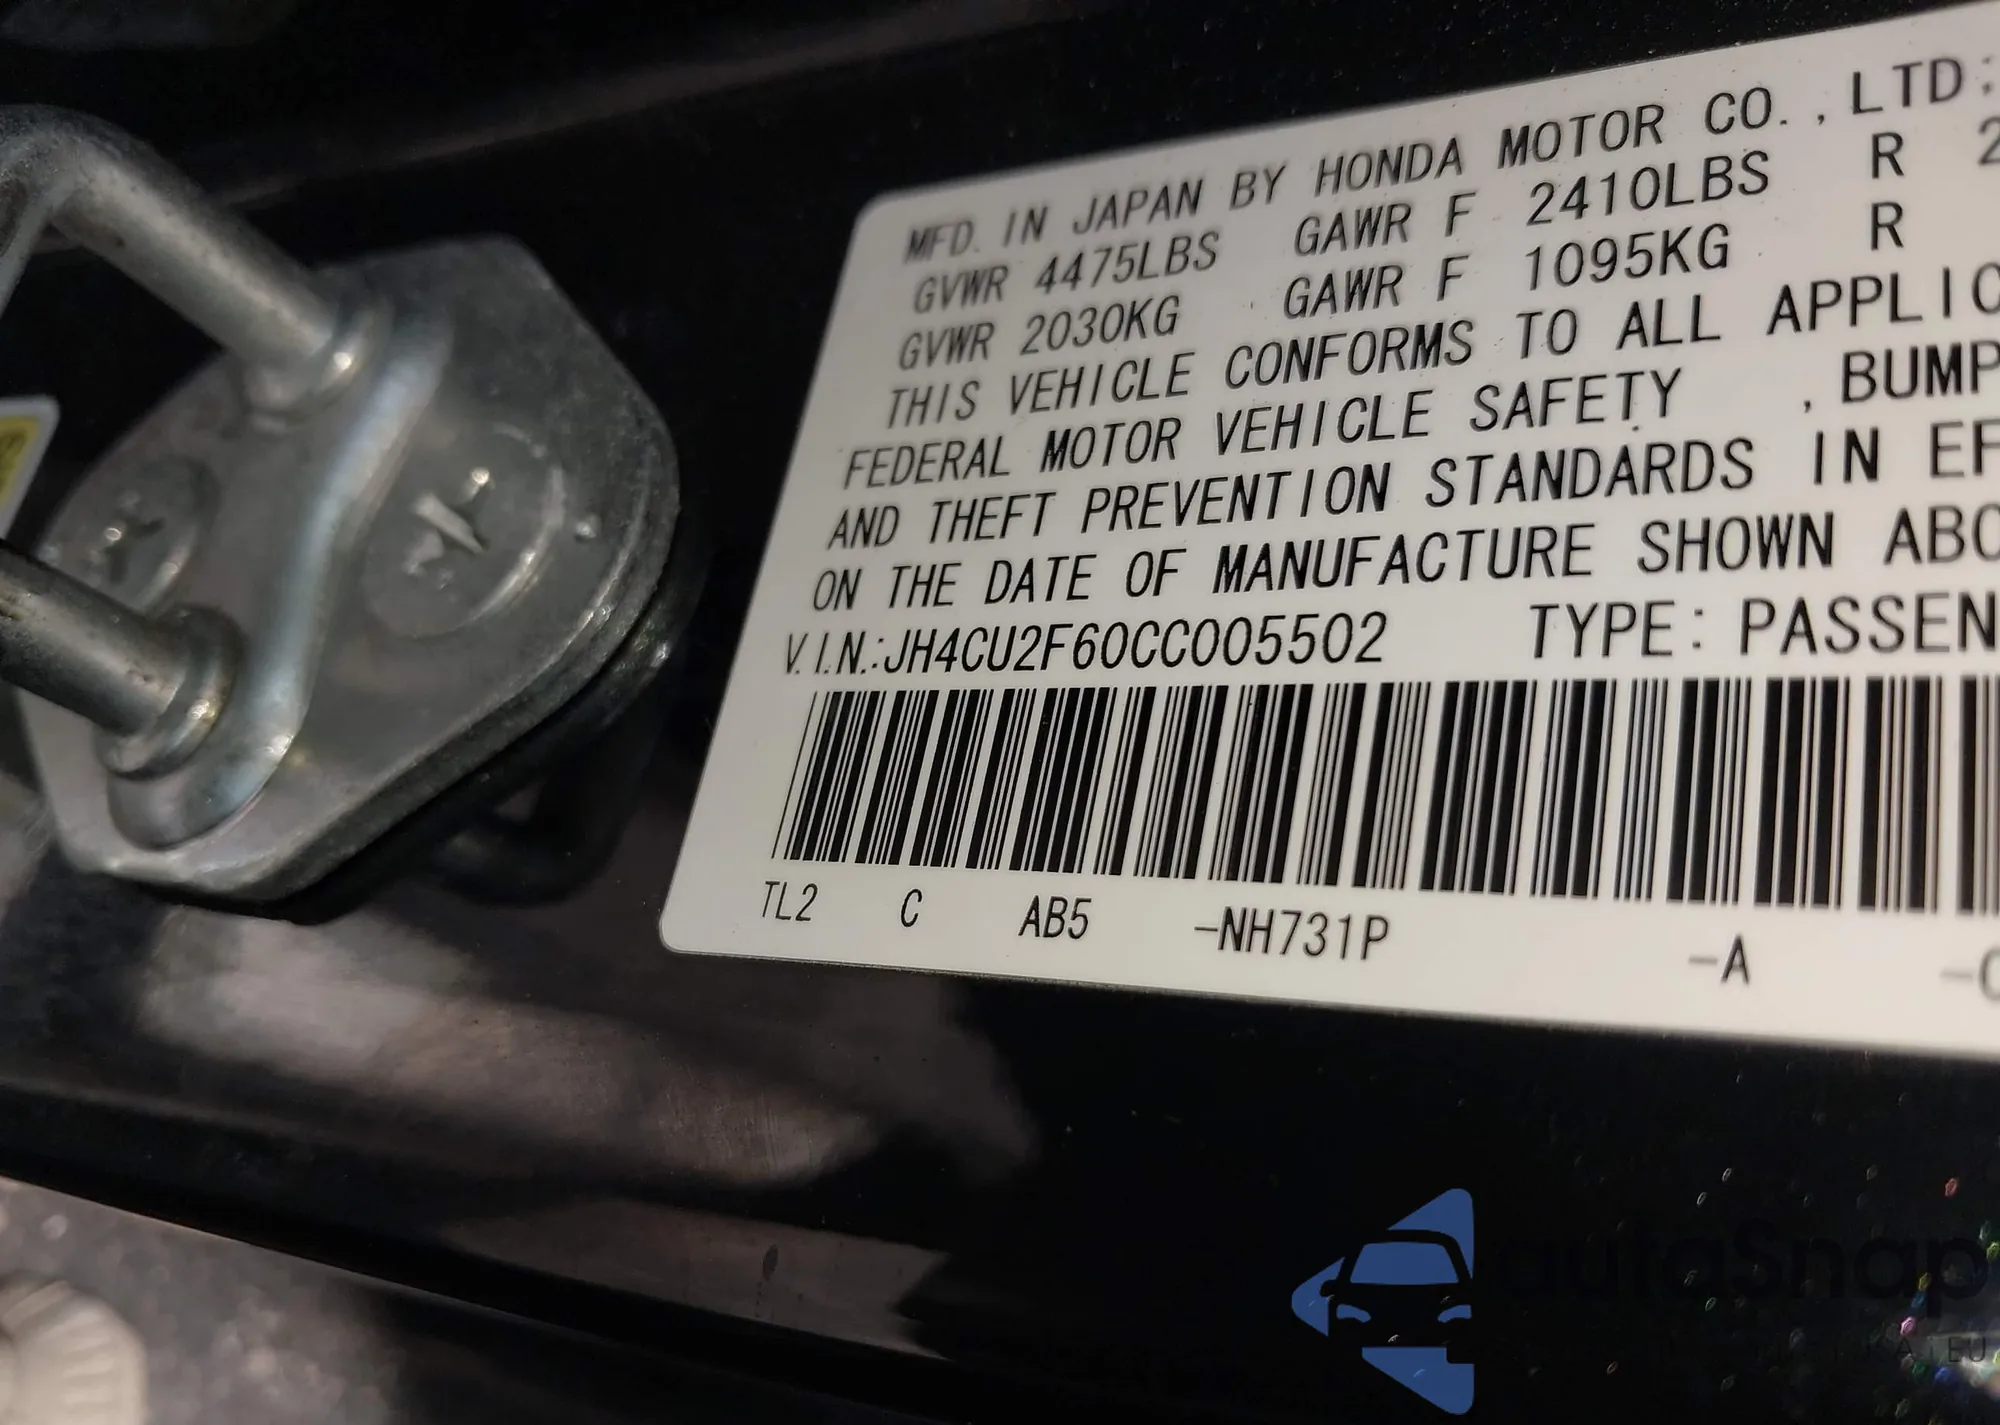 MFD. IN JAPAN BY HONDA MOTOR CO., LTD:
GVWR 4475LBS GAWR F 2410LBS R 2
GVWR 2030KG GAWR F 1095KG R
THIS VEHICLE CONFORMS TO ALL APPLIC
FEDERAL MOTOR VEHICLE SAFETY , BUMP
AND THEFT PREVENTION STANDARDS IN EF
ON THE DATE OF MANUFACTURE SHOWN ABO
V.I.N.:JH4CU2F60CC005502 TYPE: PASSEN
TL2 C AB5 -NH731P -A -C
autoSnap